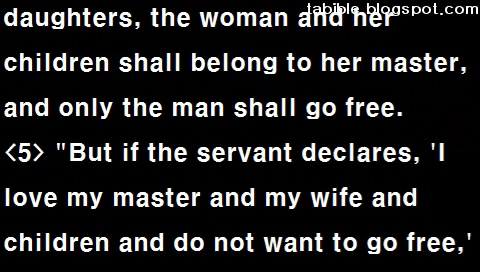 labible.blogspot.com
daughters, the woman and her
children shall belong to her master,
and only the man shall go free.
<5> "But if the servant declares, 'I
love my master and my wife and
children and do not want to go free,'